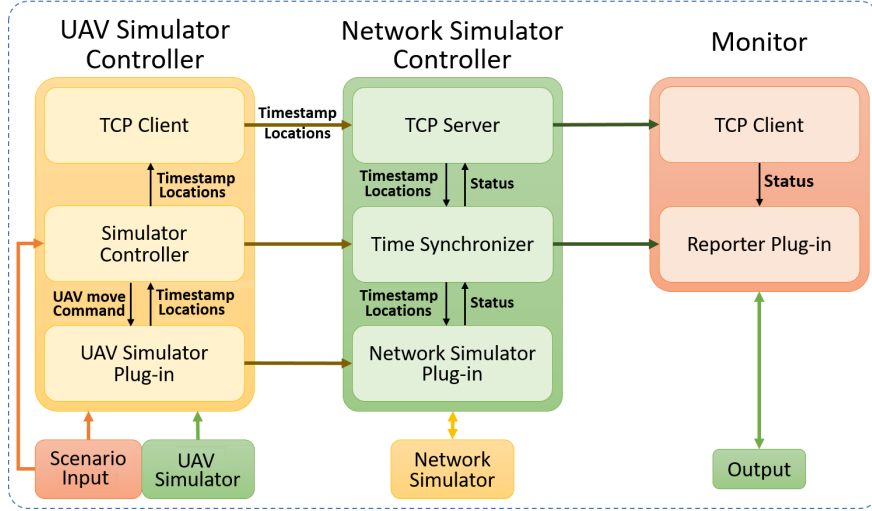 UAV Simulator
Controller
Network Simulator
Controller
Monitor
TCP Client
Timestamp
Locations
TCP Server
TCP Client
Timestamp
Locations
Timestamp
Locations
Status
Status
Simulator
Controller
Time Synchronizer
Reporter Plug-in
UAV move
Command
Timestamp
Locations
Timestamp
Locations
Status
UAV Simulator
Plug-in
Network Simulator
Plug-in
Scenario
Input
UAV
Simulator
Network
Simulator
Output